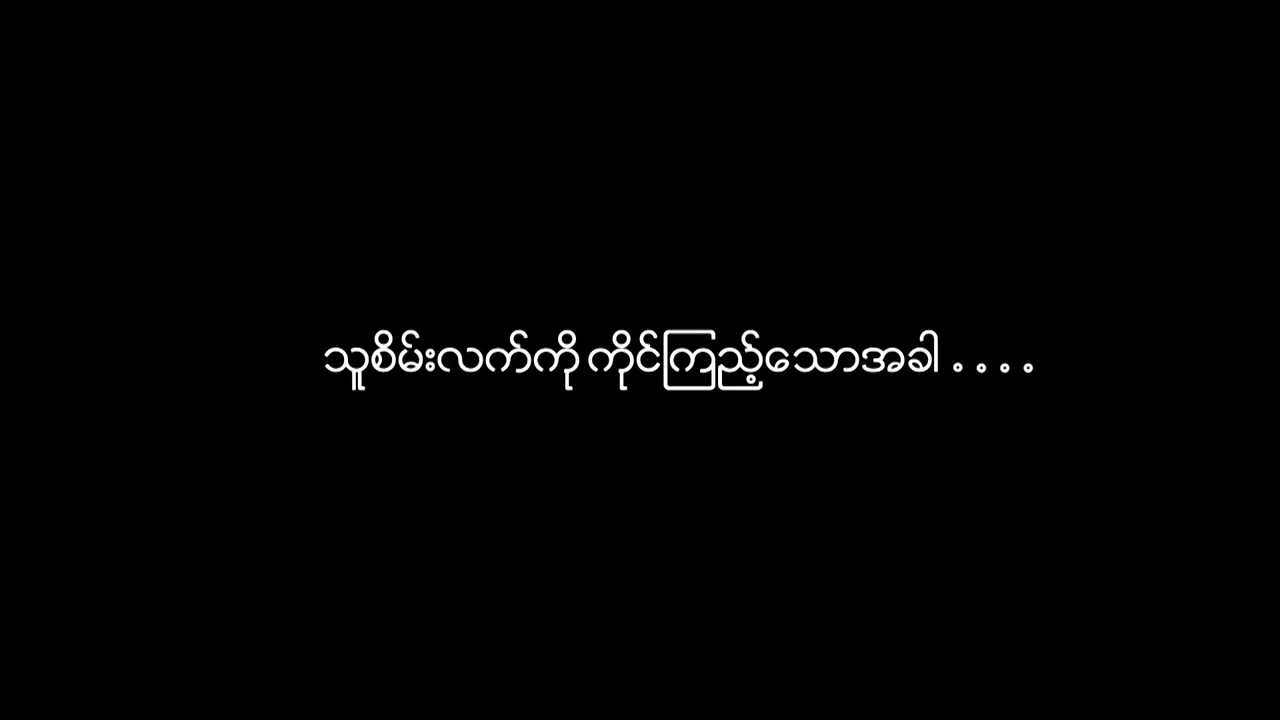 သူစိမ်းလက်ကို ကိုင်ကြည့်သောအခါ . . . .